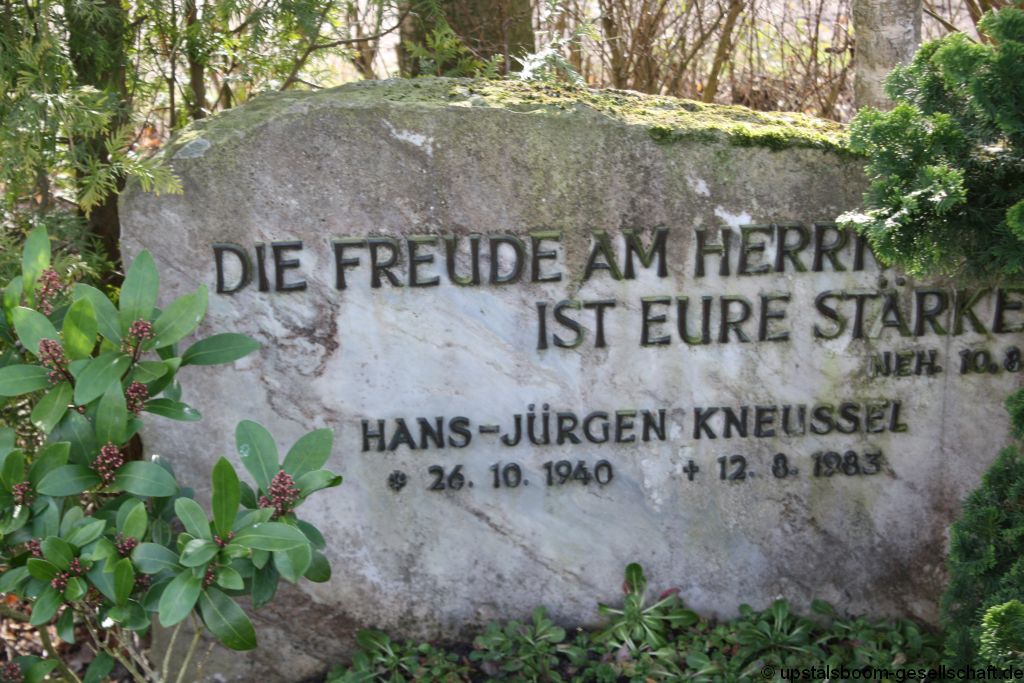 DIE FREUDE AM HERRN
IST EURE STÄRKE
NEH. 10.8
HANS-JÜRGEN KNEUSSEL
* 26. 10. 1940 + 12. 8. 1983
© upstalsboom-gesellschaft.de